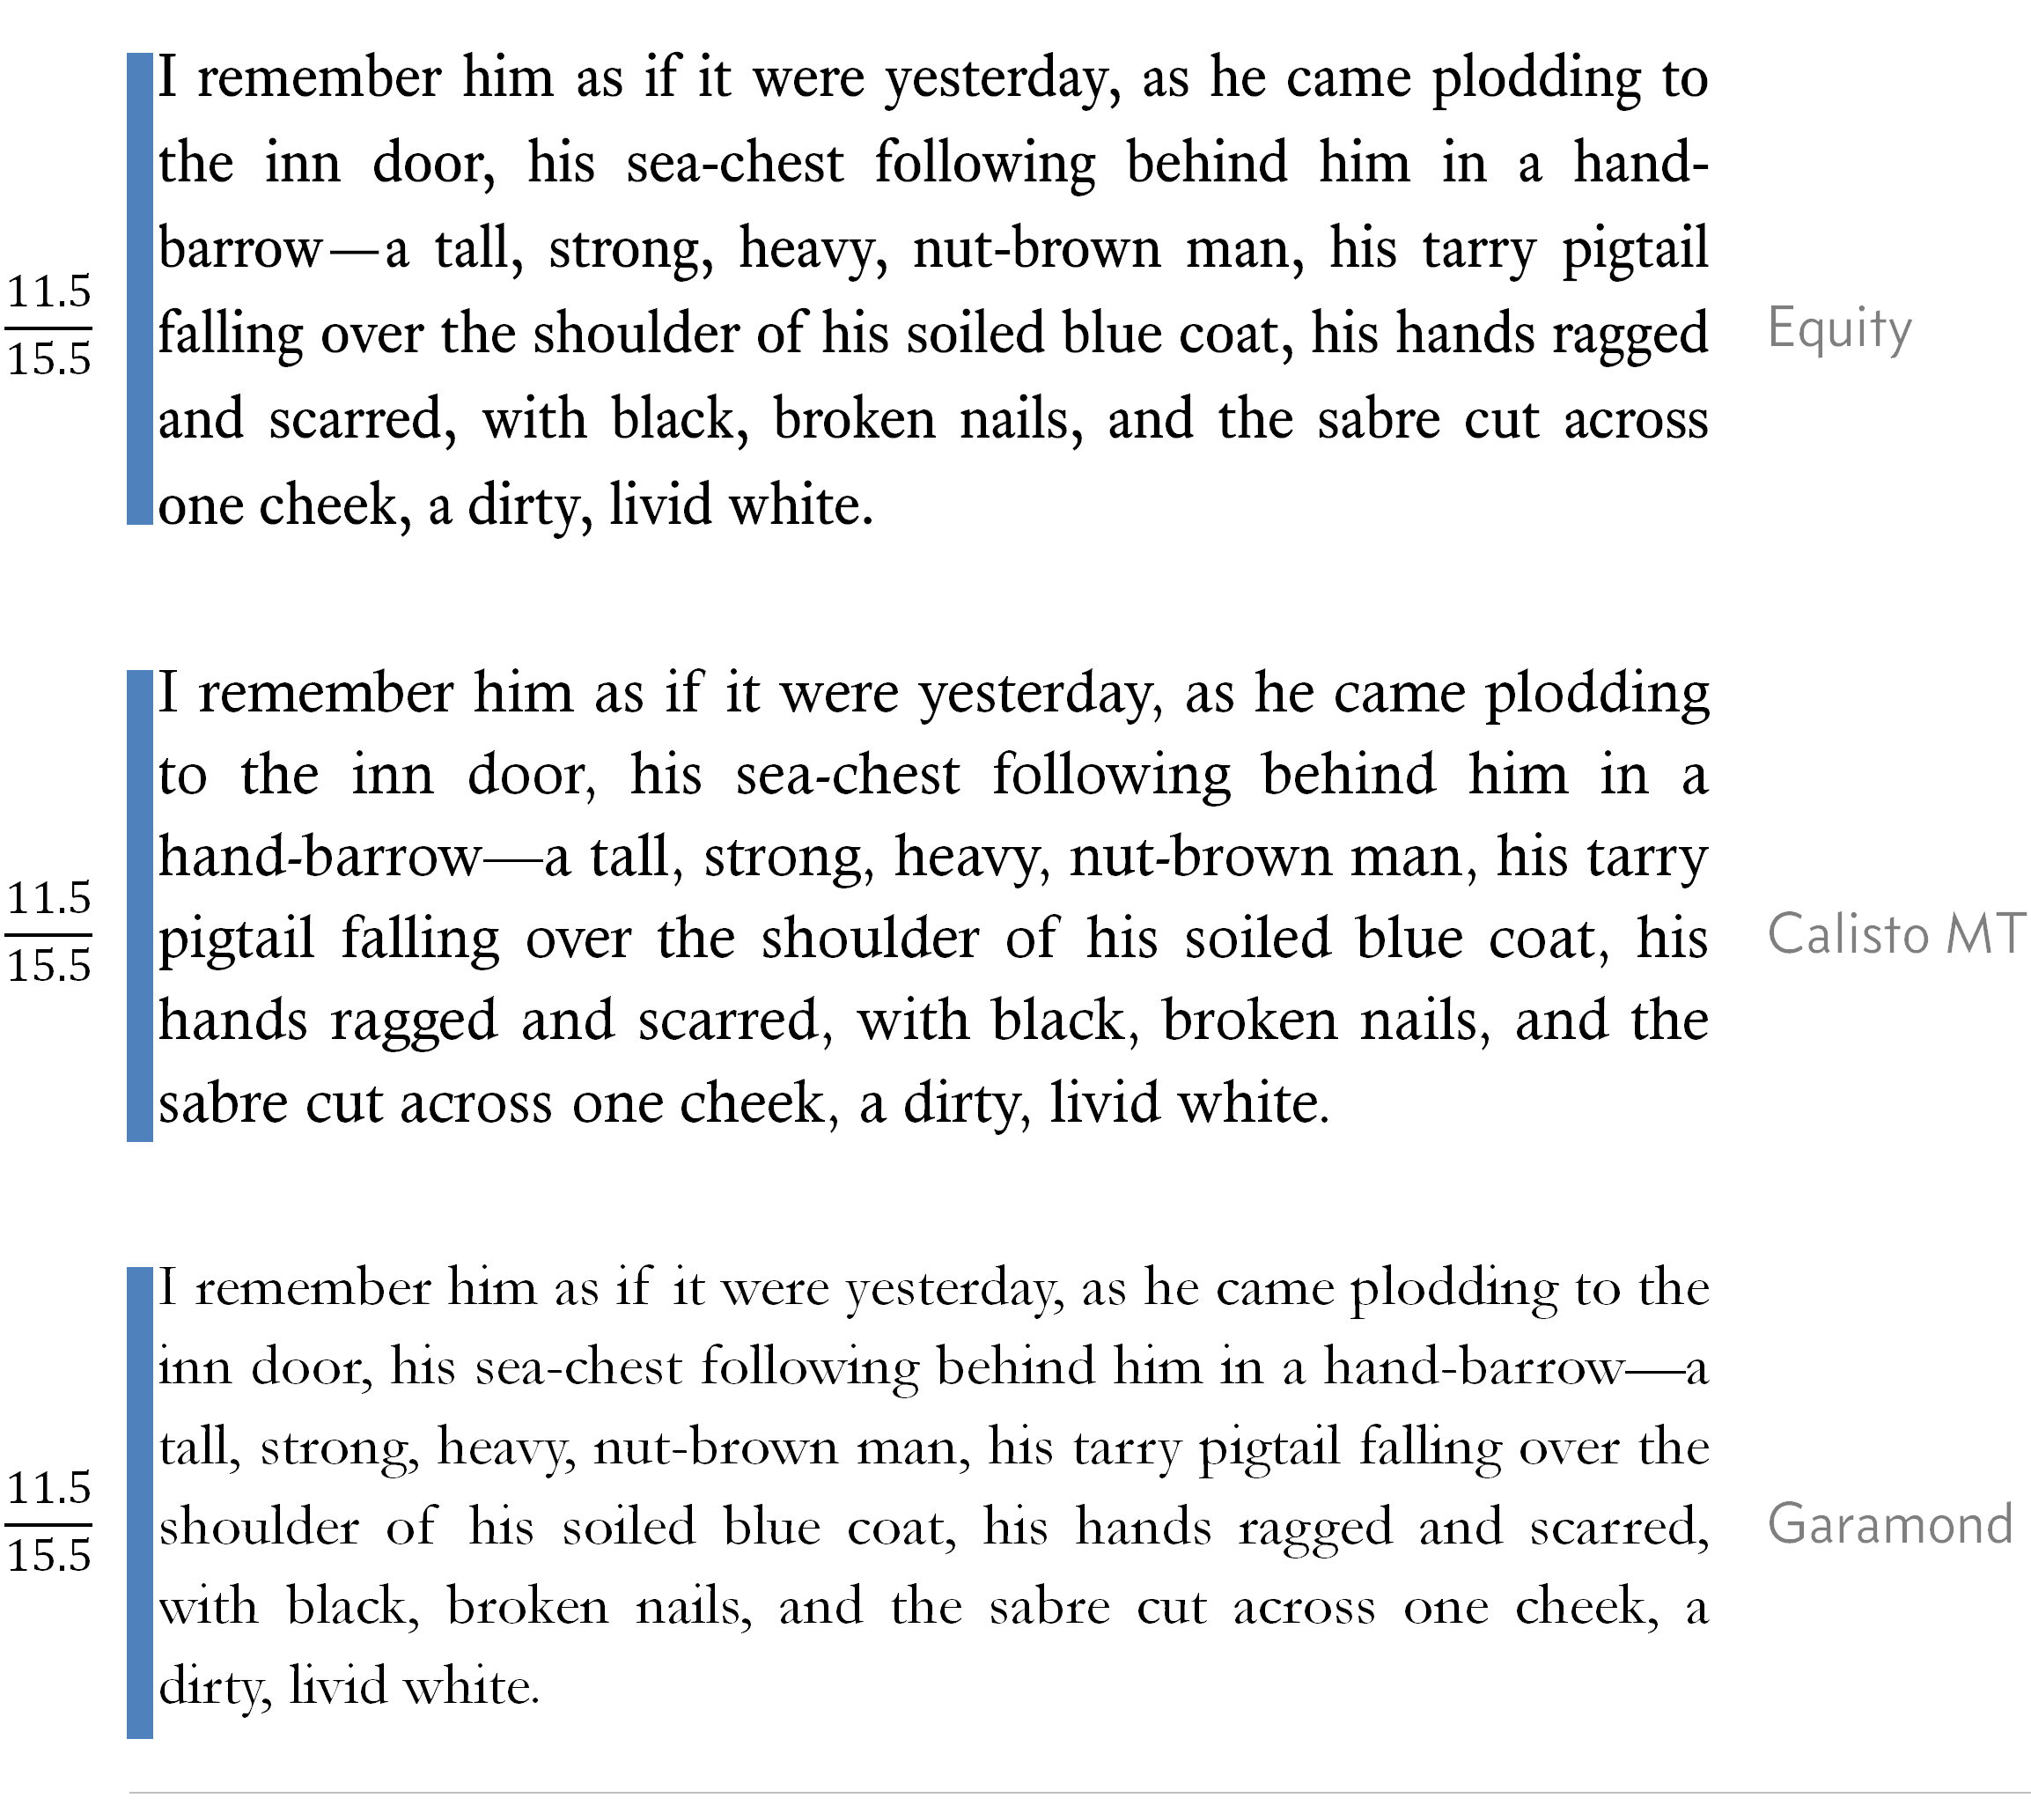 I remember him as if it were yesterday, as he came plodding to
the inn door, his sea-chest following behind him in a hand-
barrow—a tall, strong, heavy, nut-brown man, his tarry pigtail
falling over the shoulder of his soiled blue coat, his hands ragged
and scarred, with black, broken nails, and the sabre cut across
one cheek, a dirty, livid white.
11.5
15.5
Equity
I remember him as if it were yesterday, as he came plodding
to the inn door, his sea-chest following behind him in a
hand-barrow—a tall, strong, heavy, nut-brown man, his tarry
pigtail falling over the shoulder of his soiled blue coat, his
hands ragged and scarred, with black, broken nails, and the
sabre cut across one cheek, a dirty, livid white.
11.5
15.5
Calisto MT
I remember him as if it were yesterday, as he came plodding to the
inn door, his sea-chest following behind him in a hand-barrow—a
tall, strong, heavy, nut-brown man, his tarry pigtail falling over the
shoulder of his soiled blue coat, his hands ragged and scarred,
with black, broken nails, and the sabre cut across one cheek, a
dirty, livid white.
11.5
15.5
Garamond